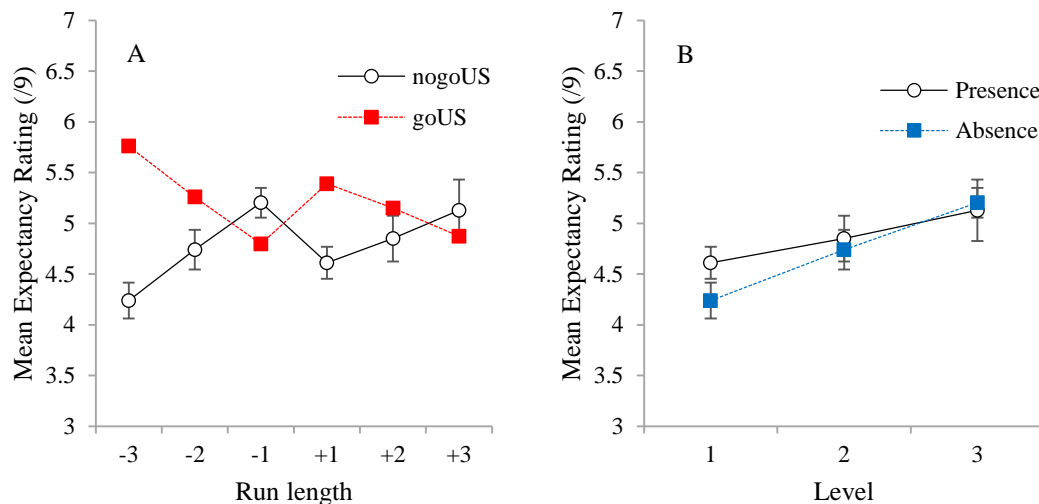 A
nogoUS
goUS
Mean Expectancy Rating (/9)
7
6.5
6
5.5
5
4.5
4
3.5
3
-3 -2 -1 +1 +2 +3
Run length
B
Presence
Absence
Mean Expectancy Rating (/9)
7
6.5
6
5.5
5
4.5
4
3.5
3
1 2 3
Level